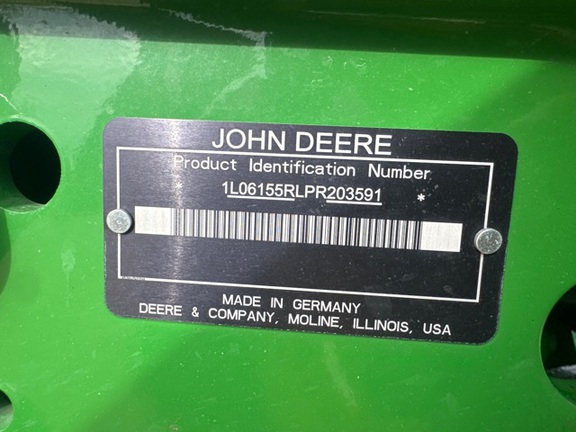 JOHN DEERE
Product Identification Number
* 1L06155RLPR203591 *
MADE IN GERMANY
DEERE & COMPANY, MOLINE, ILLINOIS, USA